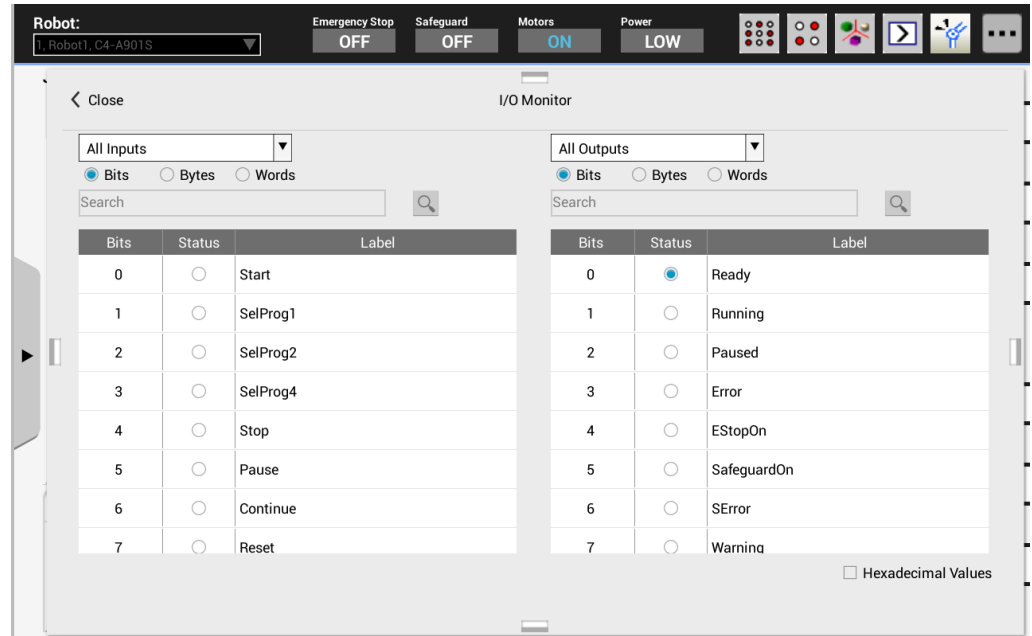 Robot:
1, Robot1, C4-A901S
Emergency Stop
OFF
Safeguard
OFF
Motors
ON
Power
LOW
Close
I/O Monitor
All Inputs
Bits Bytes Words
Search
Bits Status Label
0 Start
1 SelProg1
2 SelProg2
3 SelProg4
4 Stop
5 Pause
6 Continue
7 Reset
All Outputs
Bits Bytes Words
Search
Bits Status Label
0 Ready
1 Running
2 Paused
3 Error
4 EStopOn
5 SafeguardOn
6 SError
7 Warning
Hexadecimal Values